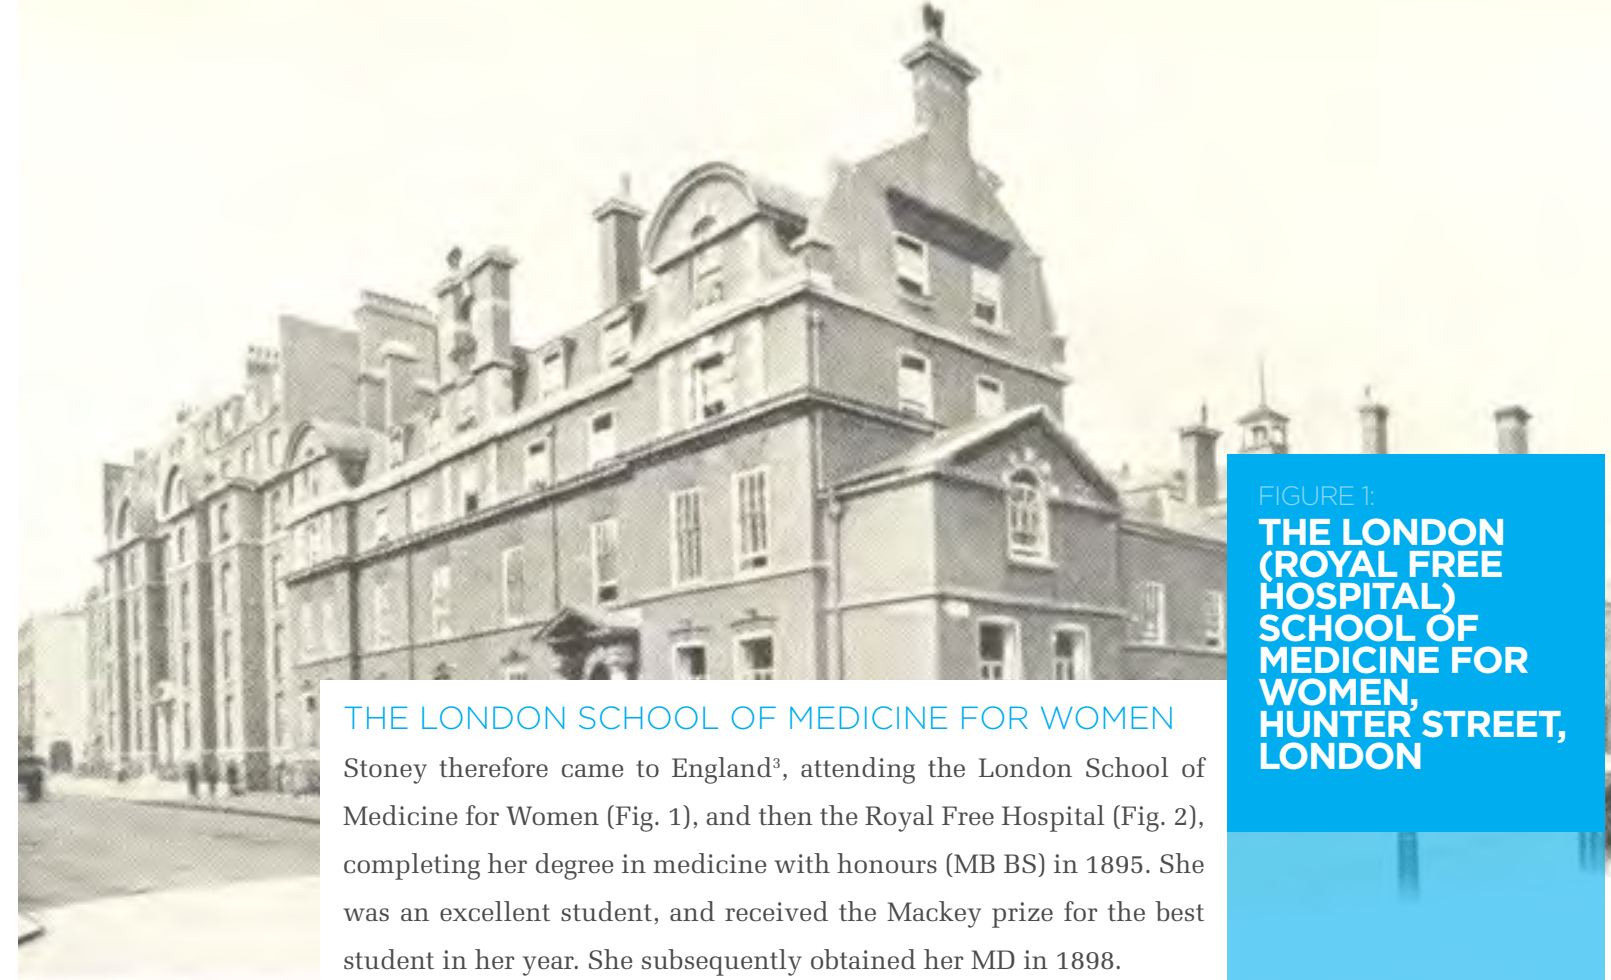 FIGURE 1:
THE LONDON
(ROYAL FREE
HOSPITAL)
SCHOOL OF
MEDICINE FOR
WOMEN,
HUNTER STREET,
LONDON
THE LONDON SCHOOL OF MEDICINE FOR WOMEN
Stoney therefore came to England³, attending the London School of
Medicine for Women (Fig. 1), and then the Royal Free Hospital (Fig. 2),
completing her degree in medicine with honours (MB BS) in 1895. She
was an excellent student, and received the Mackey prize for the best
student in her year. She subsequently obtained her MD in 1898.